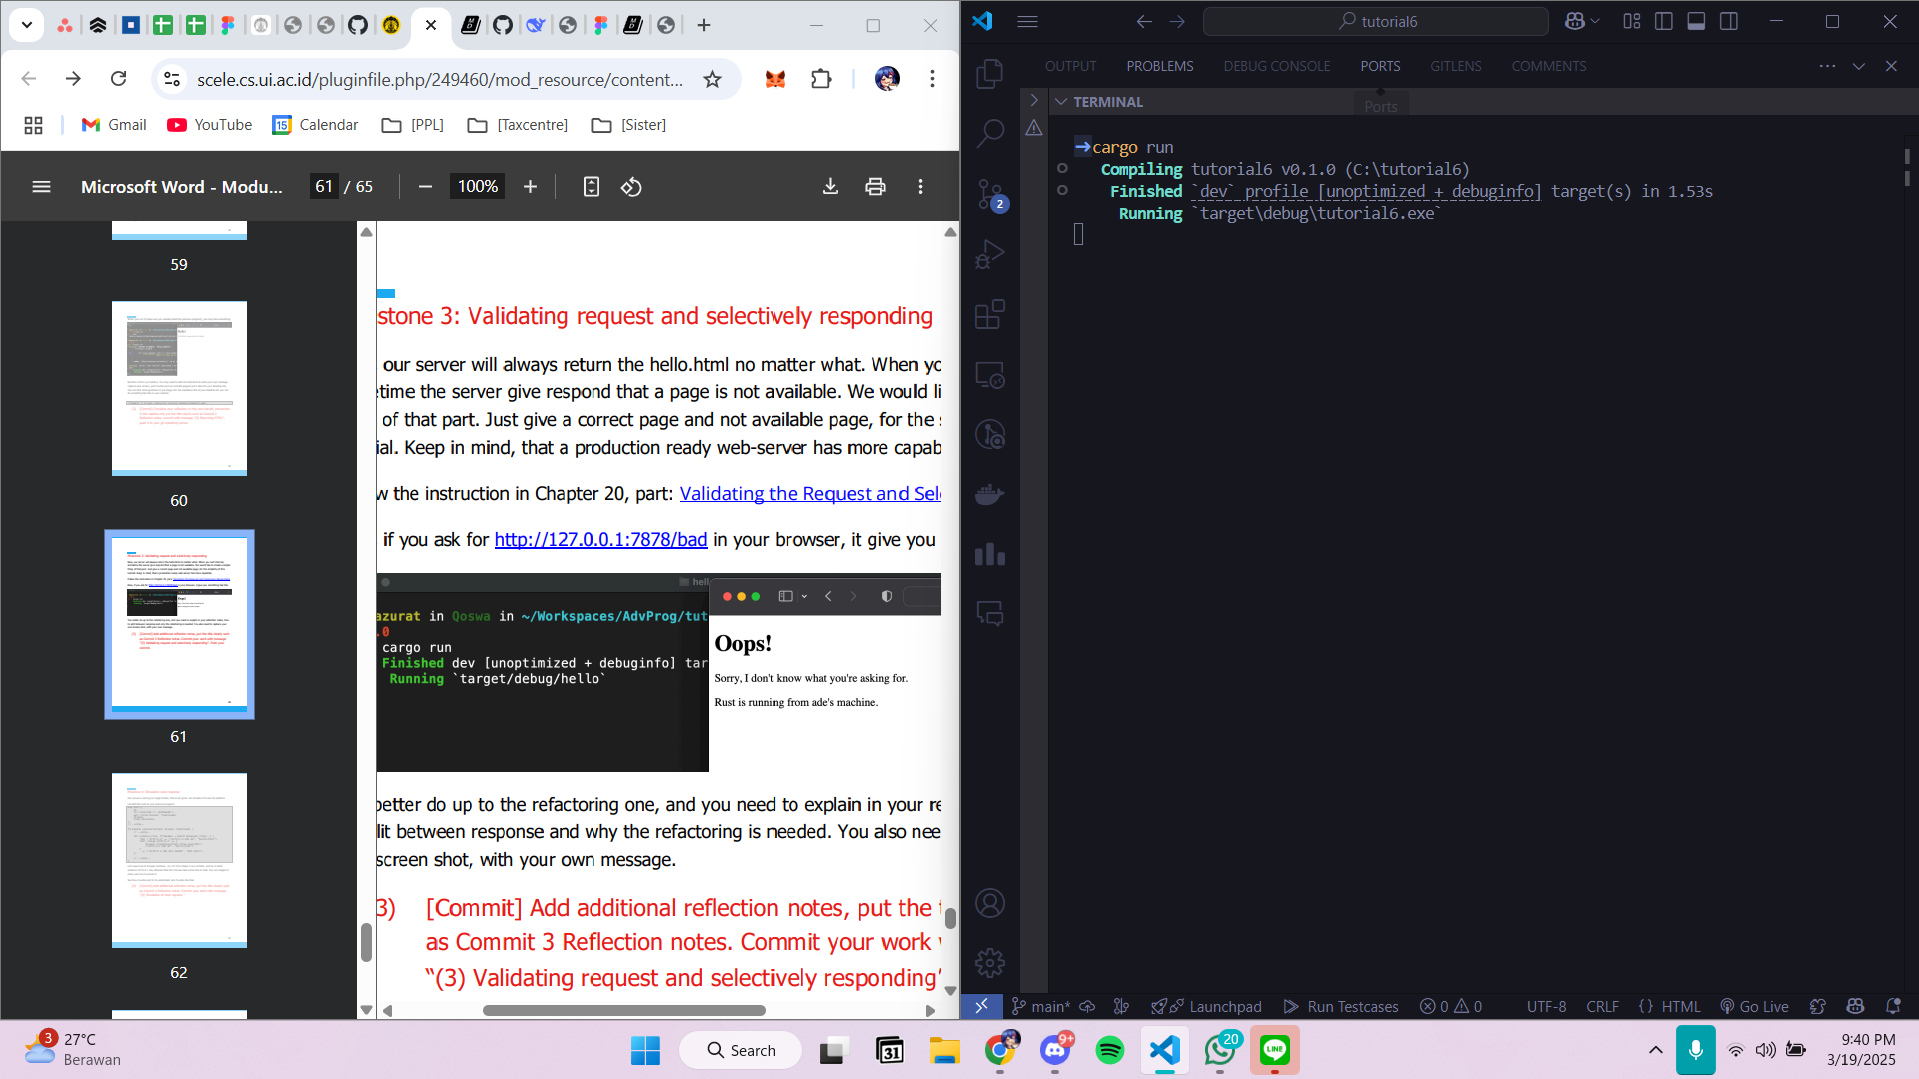 scele.cs.ui.ac.id/pluginfile.php/249460/mod_resource/content...
Gmail
YouTube
Calendar
[PPL]
[Taxcentre]
[Sister]
Microsoft Word - Modu...
61 / 65
100%
59
60
61
62
stone 3: Validating request and selectively responding
our server will always return the hello.html no matter what. When yo
time the server give respond that a page is not available. We would li
of that part. Just give a correct page and not available page, for the s
ial. Keep in mind, that a production ready web-server has more capab
w the instruction in Chapter 20, part: Validating the Request and Sel
if you ask for http://127.0.0.1:7878/bad in your browser, it give you
hell
azurat in Qoswa in ~/Workspaces/AdvProg/tut
.0
cargo run
Finished dev [unoptimized + debuginfo] tar
Running `target/debug/hello`
Oops!
Sorry, I don't know what you're asking for.
Rust is running from ade's machine.
better do up to the refactoring one, and you need to explain in your re
lit between response and why the refactoring is needed. You also nee
screen shot, with your own message.
3) [Commit] Add additional reflection notes, put the t
as Commit 3 Reflection notes. Commit your work w
“(3) Validating request and selectively responding”
tutorial6
OUTPUT
PROBLEMS
DEBUG CONSOLE
PORTS
GITLENS
COMMENTS
Ports
TERMINAL
cargo run
Compiling tutorial6 v0.1.0 (C:\tutorial6)
Finished `dev` profile [unoptimized + debuginfo] target(s) in 1.53s
Running `target\debug\tutorial6.exe`
2
main*
Launchpad
Run Testcases
0
0
UTF-8
CRLF
{ } HTML
Go Live
3
27°C
Berawan
Search
31
9+
20
LINE
9:40 PM
3/19/2025